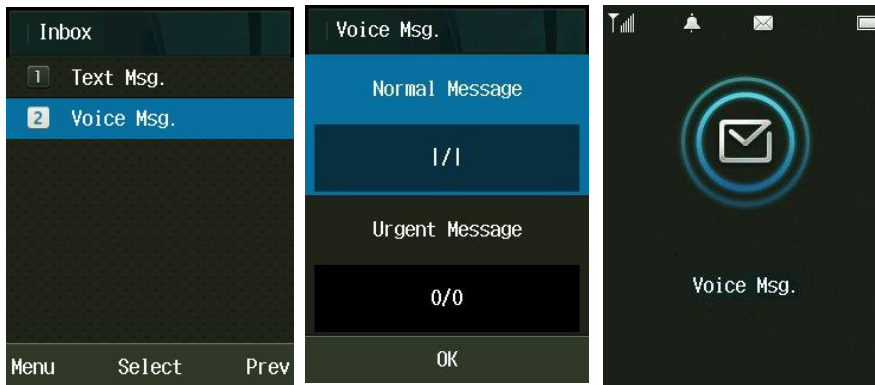 Inbox
1 Text Msg.
2 Voice Msg.
Menu Select Prev
Voice Msg.
Normal Message
1/1
Urgent Message
0/0
OK
Voice Msg.